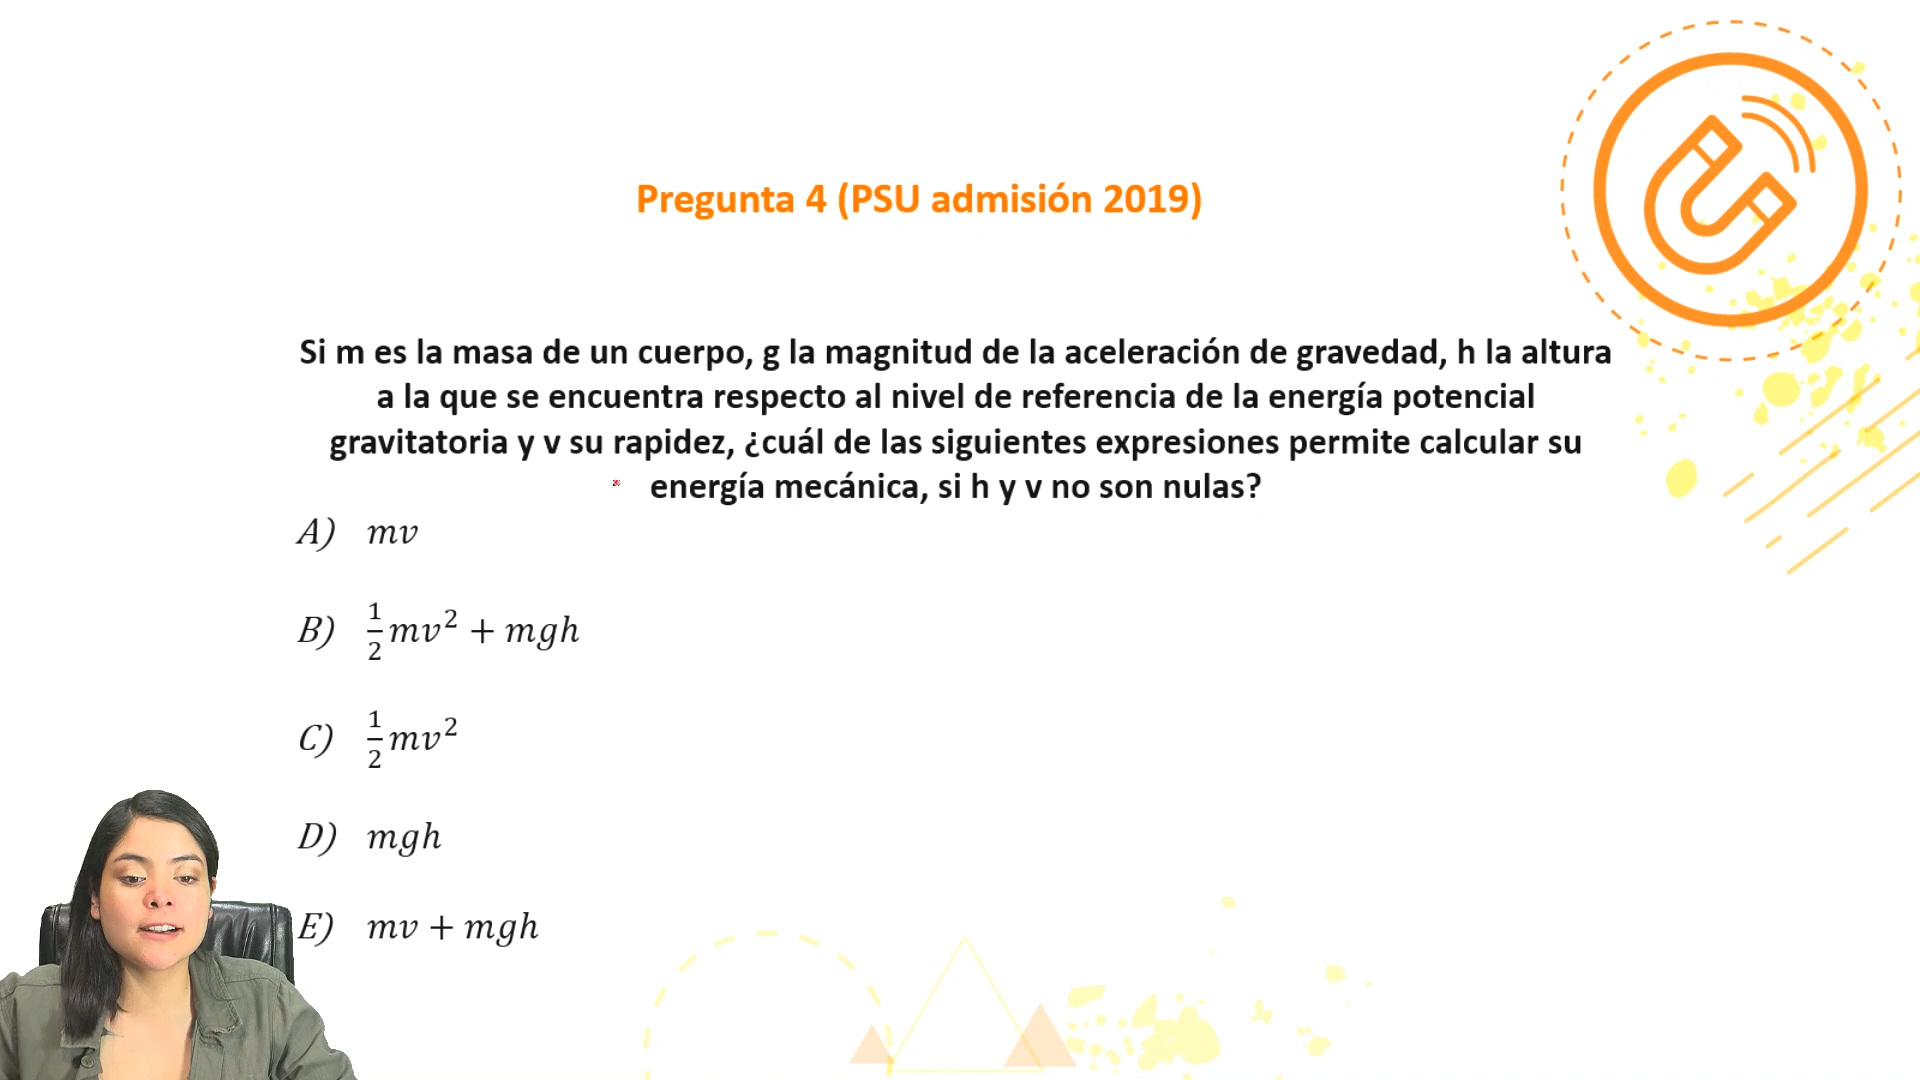 Pregunta 4 (PSU admisión 2019)
Si m es la masa de un cuerpo, g la magnitud de la aceleración de gravedad, h la altura
a la que se encuentra respecto al nivel de referencia de la energía potencial
gravitatoria y v su rapidez, ¿cuál de las siguientes expresiones permite calcular su
energía mecánica, si h y v no son nulas?
A) mv
B) 1/2 mv² + mgh
C) 1/2 mv²
D) mgh
E) mv + mgh